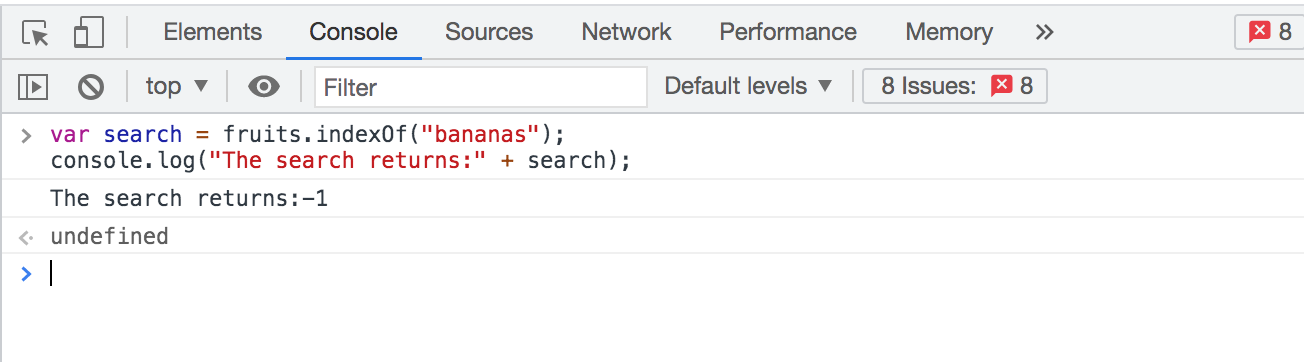 Elements Console Sources Network Performance Memory » 8
top ▼ Filter Default levels ▼ 8 Issues: 8
> var search = fruits.indexOf("bananas");
console.log("The search returns:" + search);
The search returns:-1
undefined
>